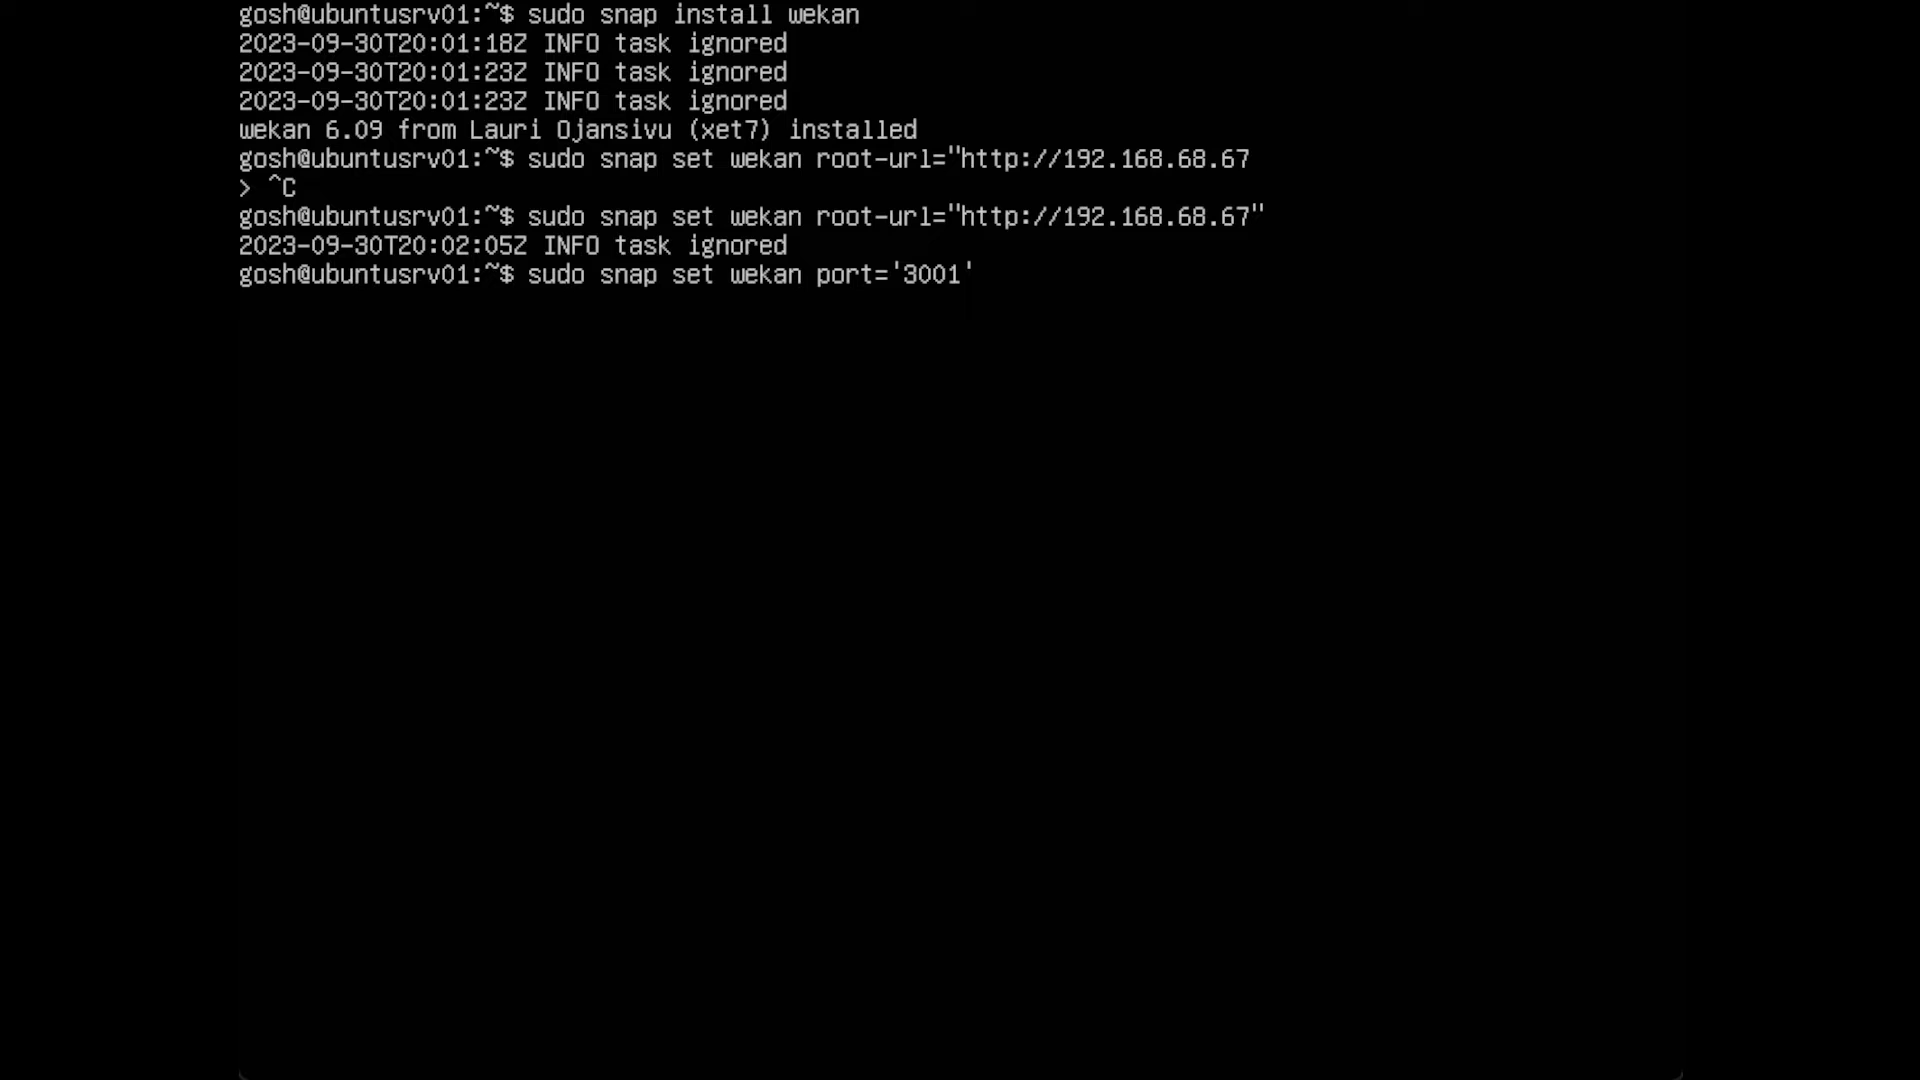 gosh@ubuntusrv01:~$ sudo snap install wekan
2023-09-30T20:01:18Z INFO task ignored
2023-09-30T20:01:23Z INFO task ignored
2023-09-30T20:01:23Z INFO task ignored
wekan 6.09 from Lauri Ojansivu (xet7) installed
gosh@ubuntusrv01:~$ sudo snap set wekan root-url="http://192.168.68.67
> ^C
gosh@ubuntusrv01:~$ sudo snap set wekan root-url="http://192.168.68.67"
2023-09-30T20:02:05Z INFO task ignored
gosh@ubuntusrv01:~$ sudo snap set wekan port='3001'